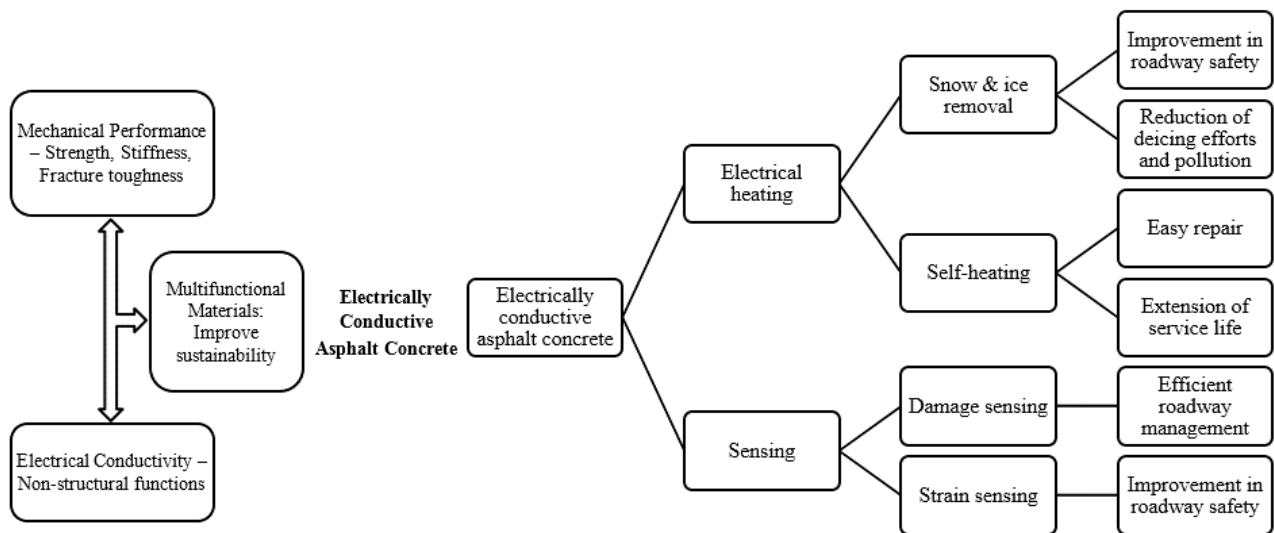 Mechanical Performance
– Strength, Stiffness,
Fracture toughness
Multifunctional
Materials:
Improve
sustainability
Electrical Conductivity –
Non-structural functions
Electrically
Conductive
Asphalt Concrete
Electrically
conductive
asphalt concrete
Electrical
heating
Snow & ice
removal
Improvement in
roadway safety
Reduction of
deicing efforts
and pollution
Self-heating
Easy repair
Extension of
service life
Sensing
Damage sensing
Efficient
roadway
management
Strain sensing
Improvement in
roadway safety